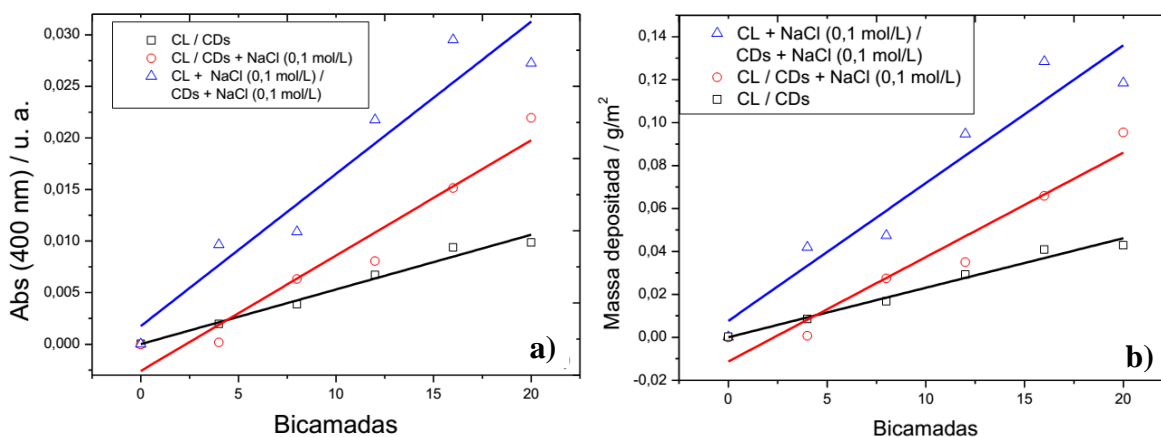 0,030
0,025
0,020
0,015
0,010
0,005
0,000
Abs (400 nm) / u. a.
CL / CDs
CL / CDs + NaCl (0,1 mol/L)
CL + NaCl (0,1 mol/L) /
CDs + NaCl (0,1 mol/L)
0 5 10 15 20
Bicamadas
a)
0,14
0,12
0,10
0,08
0,06
0,04
0,02
0,00
-0,02
Massa depositada / g/m²
CL + NaCl (0,1 mol/L) /
CDs + NaCl (0,1 mol/L)
CL / CDs + NaCl (0,1 mol/L)
CL / CDs
0 5 10 15 20
Bicamadas
b)